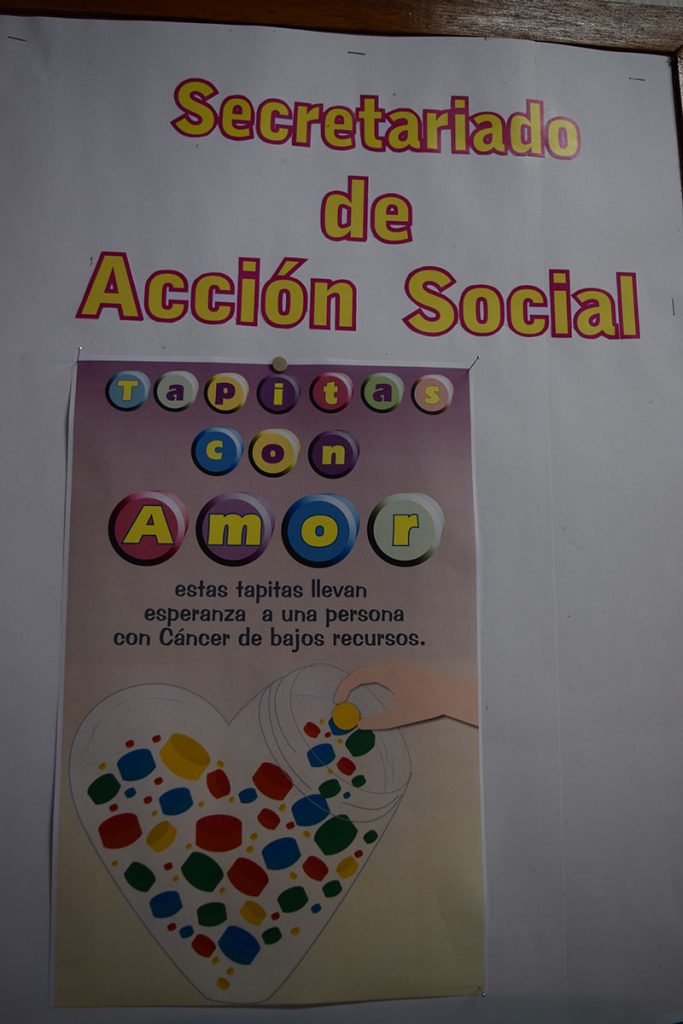 Secretariado
de
Acción Social
Tapitas
con
Amor
estas tapitas llevan
esperanza a una persona
con Cáncer de bajos recursos.